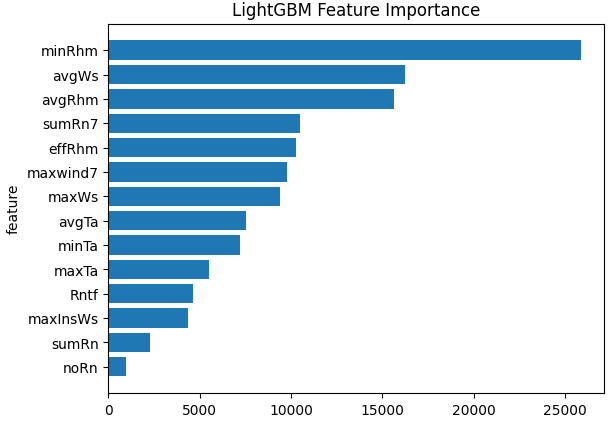 LightGBM Feature Importance
minRhm
avgWs
avgRhm
sumRn7
effRhm
maxwind7
maxWs
avgTa
minTa
maxTa
Rntf
maxInsWs
sumRn
noRn
feature
0 5000 10000 15000 20000 25000